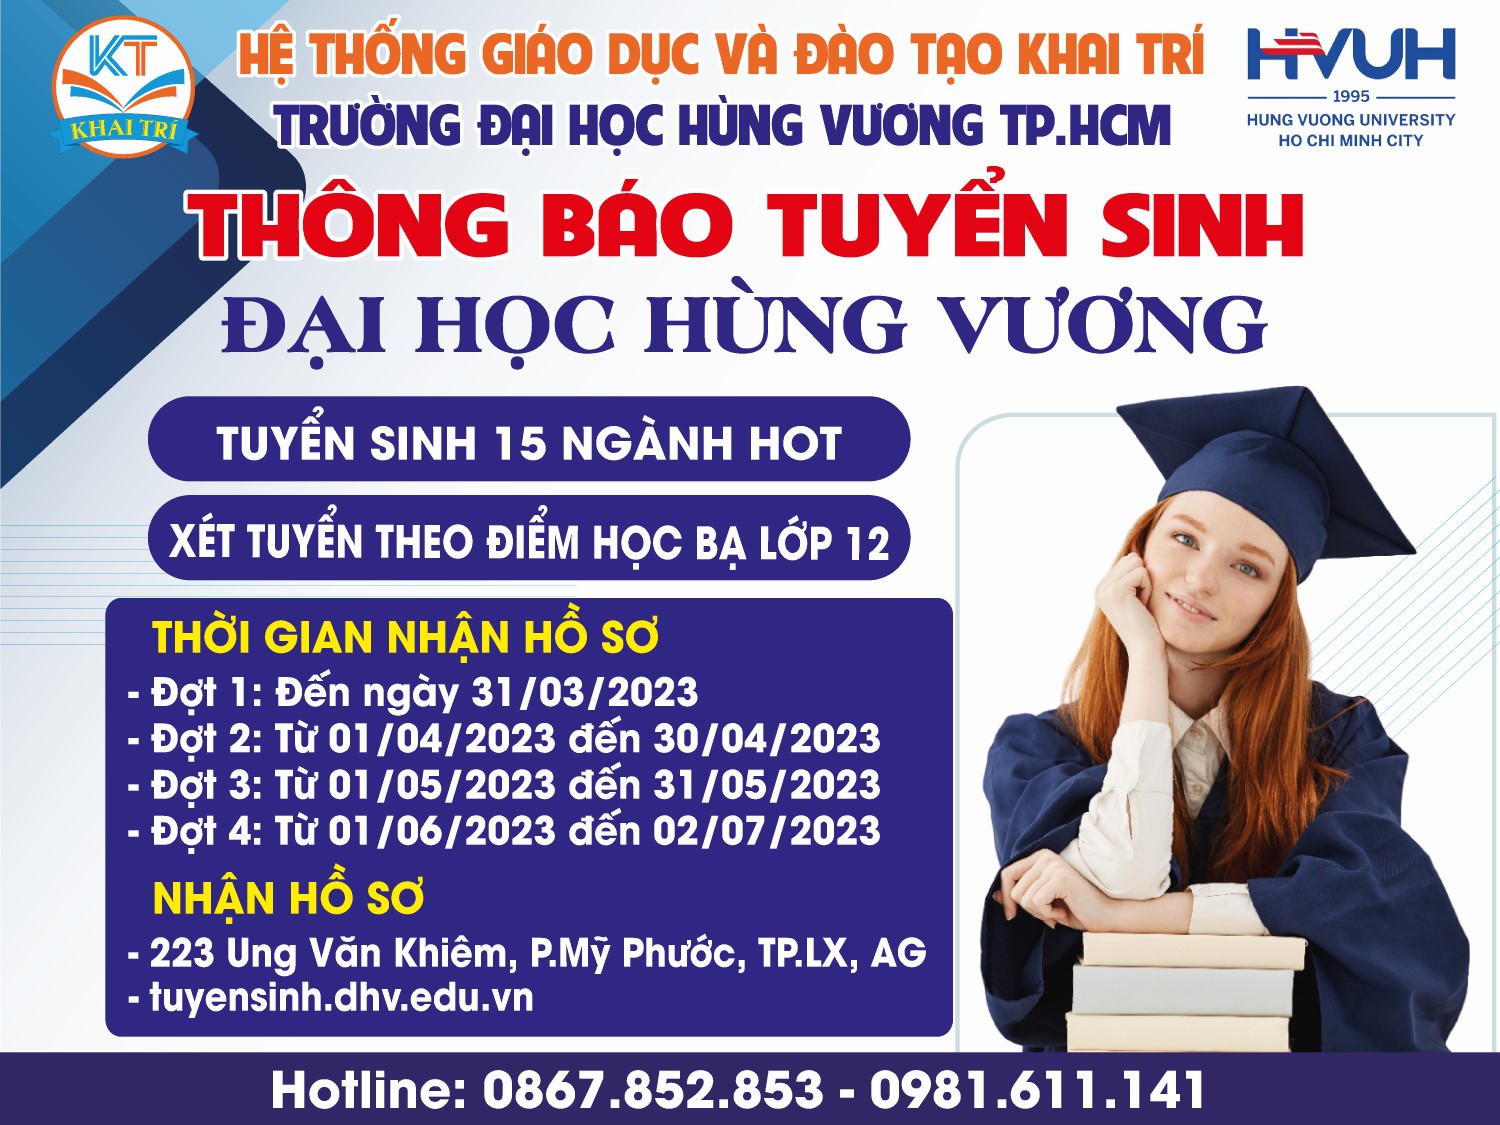 KT
KHAI TRÍ
HỆ THỐNG GIÁO DỤC VÀ ĐÀO TẠO KHAI TRÍ
TRƯỜNG ĐẠI HỌC HÙNG VƯƠNG TP.HCM
HVUH
1995
HUNG VUONG UNIVERSITY
HO CHI MINH CITY
THÔNG BÁO TUYỂN SINH
ĐẠI HỌC HÙNG VƯƠNG
TUYỂN SINH 15 NGÀNH HOT
XÉT TUYỂN THEO ĐIỂM HỌC BẠ LỚP 12
THỜI GIAN NHẬN HỒ SƠ
- Đợt 1: Đến ngày 31/03/2023
- Đợt 2: Từ 01/04/2023 đến 30/04/2023
- Đợt 3: Từ 01/05/2023 đến 31/05/2023
- Đợt 4: Từ 01/06/2023 đến 02/07/2023
NHẬN HỒ SƠ
- 223 Ung Văn Khiêm, P.Mỹ Phước, TP.LX, AG
- tuyensinh.dhv.edu.vn
Hotline: 0867.852.853 - 0981.611.141